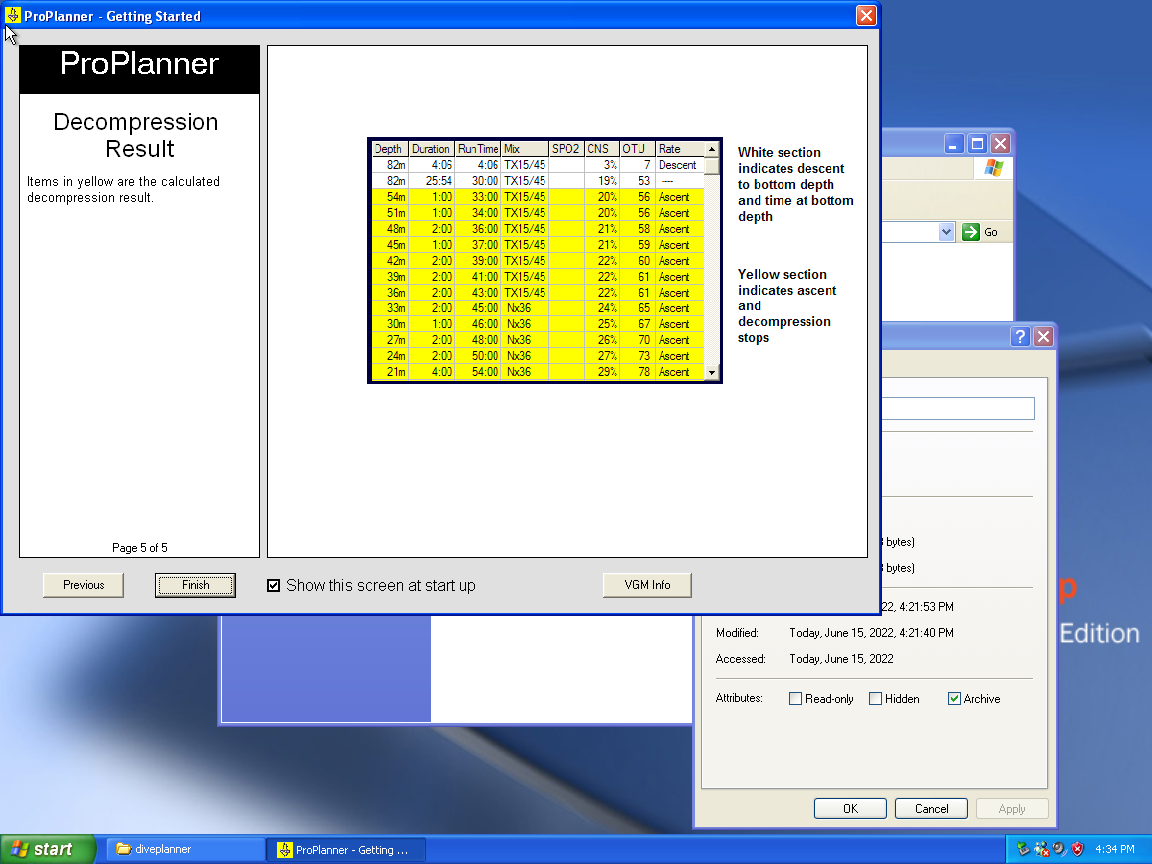 ProPlanner - Getting Started
ProPlanner
Decompression
Result
Items in yellow are the calculated
decompression result.
Page 5 of 5
Depth Duration RunTime Mix SPO2 CNS OTU Rate
82m 4:06 4:06 TX15/45 3% 7 Descent
82m 25:54 30:00 TX15/45 19% 53 ----
54m 1:00 33:00 TX15/45 20% 56 Ascent
51m 1:00 34:00 TX15/45 20% 56 Ascent
48m 2:00 36:00 TX15/45 21% 58 Ascent
45m 1:00 37:00 TX15/45 21% 59 Ascent
42m 2:00 39:00 TX15/45 22% 60 Ascent
39m 2:00 41:00 TX15/45 22% 61 Ascent
36m 2:00 43:00 TX15/45 22% 61 Ascent
33m 2:00 45:00 Nx36 24% 65 Ascent
30m 1:00 46:00 Nx36 25% 67 Ascent
27m 2:00 48:00 Nx36 26% 70 Ascent
24m 2:00 50:00 Nx36 27% 73 Ascent
21m 4:00 54:00 Nx36 29% 78 Ascent
White section
indicates descent
to bottom depth
and time at bottom
depth
Yellow section
indicates ascent
and
decompression
stops
Previous
Finish
Show this screen at start up
VGM Info
Go
bytes)
bytes)
22, 4:21:53 PM
Modified: Today, June 15, 2022, 4:21:40 PM
Accessed: Today, June 15, 2022
Attributes: Read-only Hidden Archive
OK Cancel Apply
p
Edition
start
diveplanner
ProPlanner - Getting ...
4:34 PM